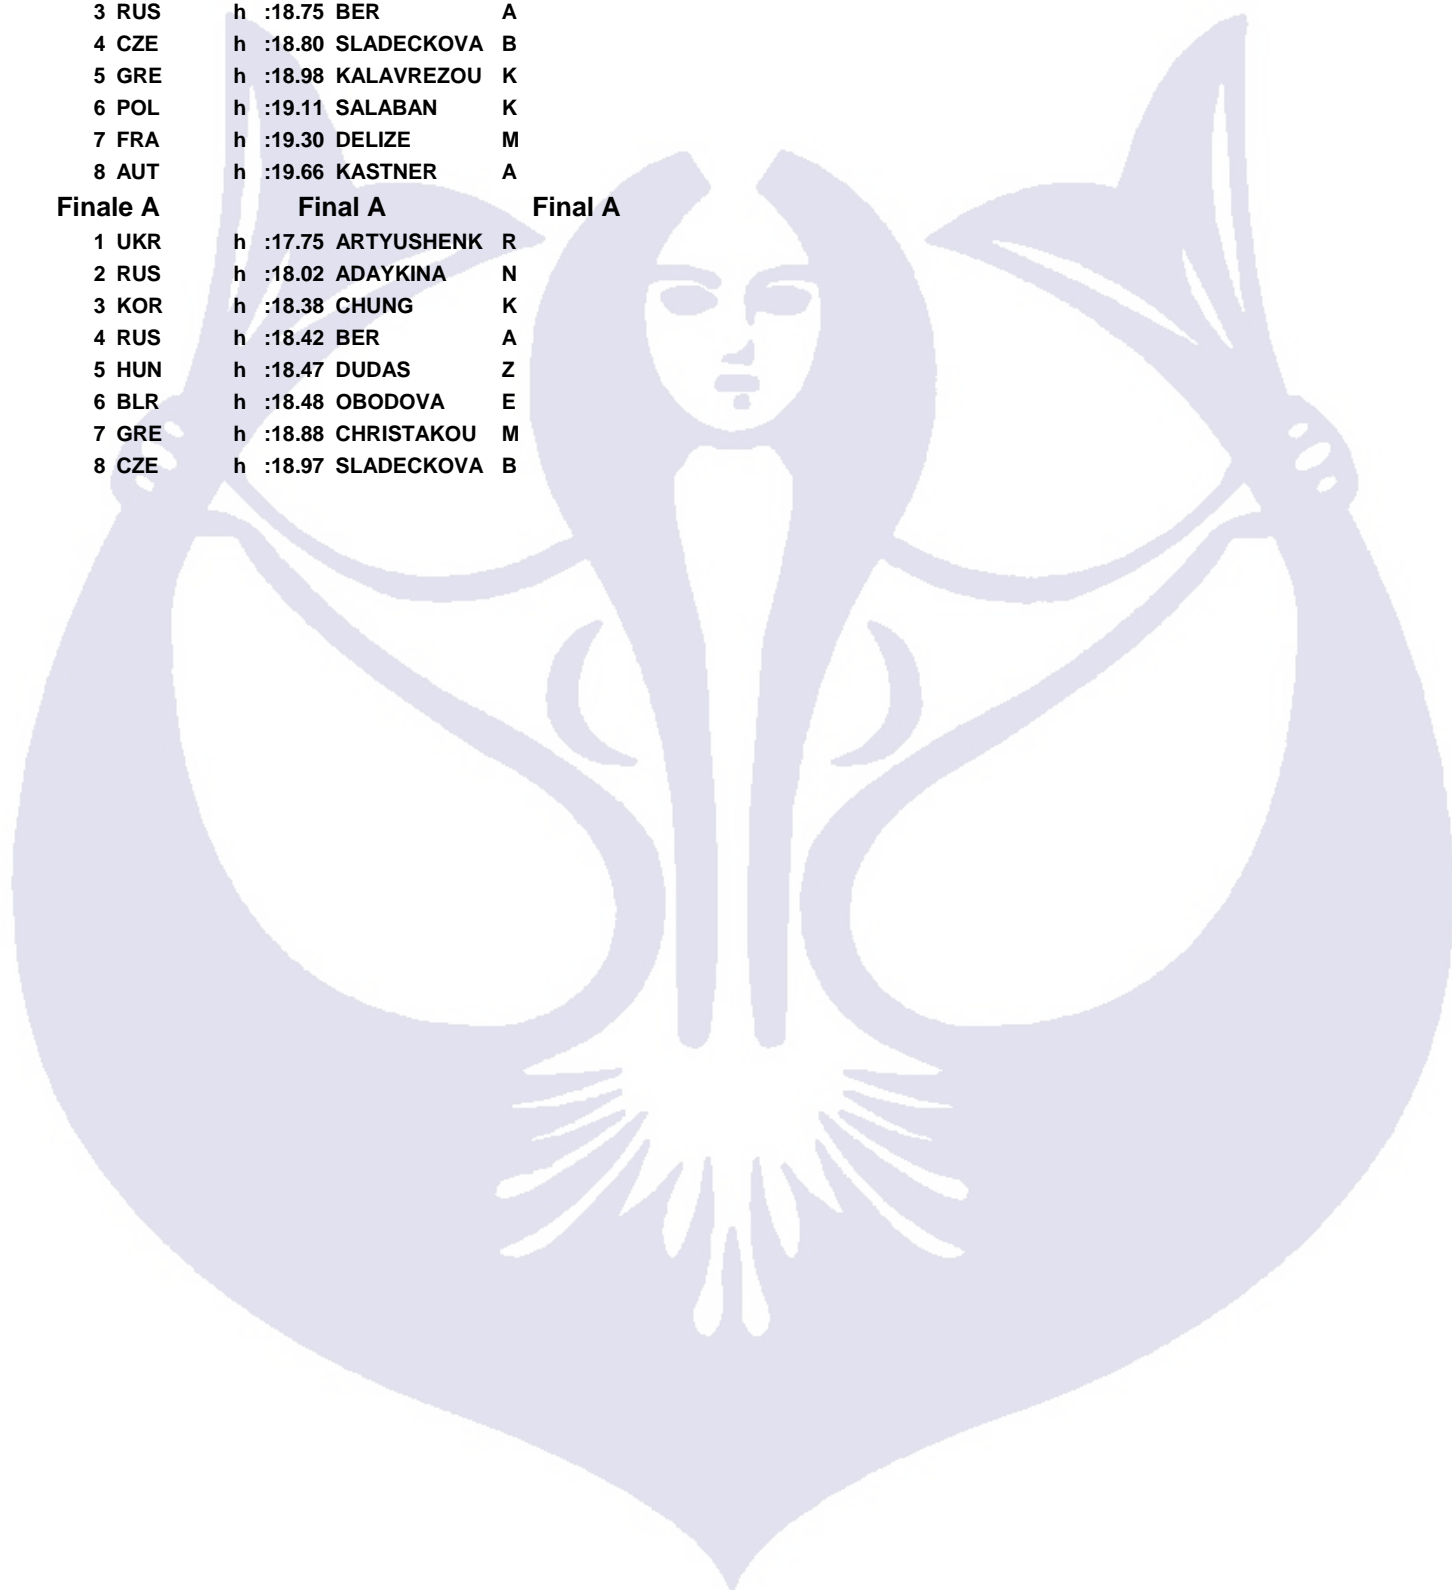 3 RUS h :18.75 BER A
4 CZE h :18.80 SLADECKOVA B
5 GRE h :18.98 KALAVREZOU K
6 POL h :19.11 SALABAN K
7 FRA h :19.30 DELIZE M
8 AUT h :19.66 KASTNER A
Finale A Final A Final A
1 UKR h :17.75 ARTYUSHENK R
2 RUS h :18.02 ADAYKINA N
3 KOR h :18.38 CHUNG K
4 RUS h :18.42 BER A
5 HUN h :18.47 DUDAS Z
6 BLR h :18.48 OBODOVA E
7 GRE h :18.88 CHRISTAKOU M
8 CZE h :18.97 SLADECKOVA B